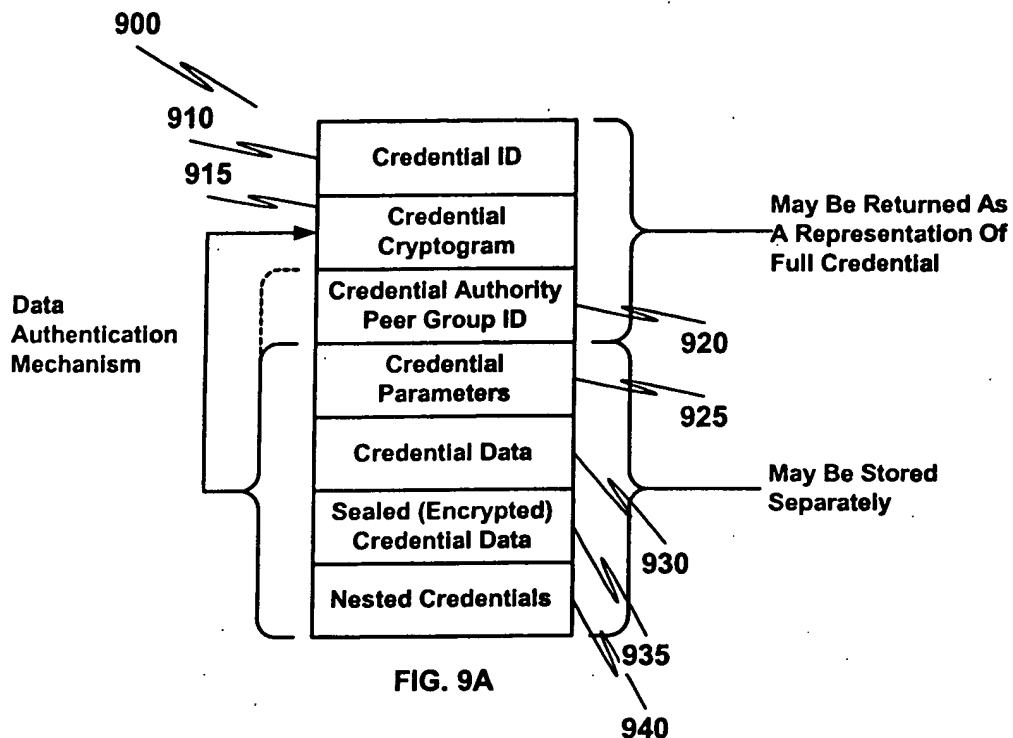 900
910
915
Credential ID
Credential
Cryptogram
Credential Authority
Peer Group ID
Credential
Parameters
Credential Data
Sealed (Encrypted)
Credential Data
Nested Credentials
Data
Authentication
Mechanism
May Be Returned As
A Representation Of
Full Credential
920
925
May Be Stored
Separately
930
935
940
FIG. 9A